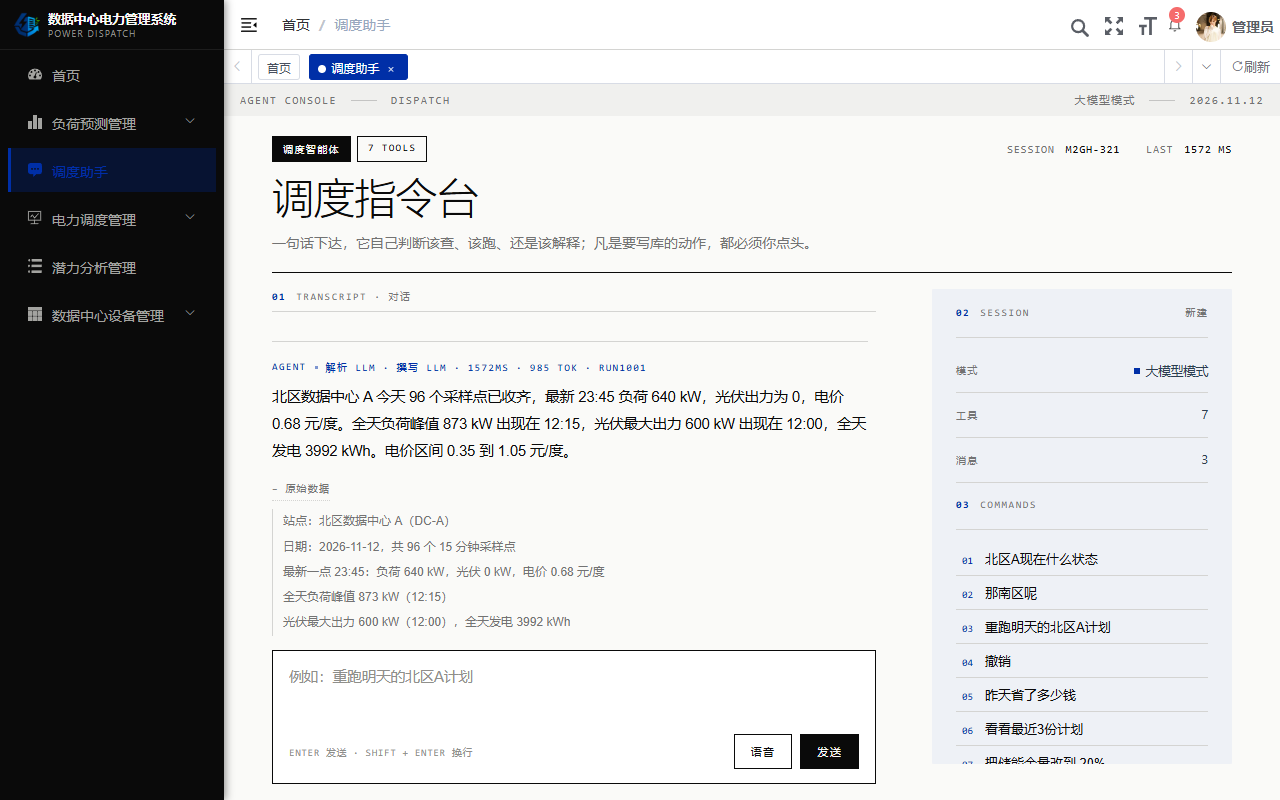 数据中心电力管理系统
POWER DISPATCH
首页
负荷预测管理
调度助手
电力调度管理
潜力分析管理
数据中心设备管理
首页 / 调度助手
3
管理员
首页
调度助手 ×
刷新
AGENT CONSOLE DISPATCH
大模型模式 2026.11.12
调度智能体 7 TOOLS
SESSION M2GH-321 LAST 1572 MS
调度指令台
一句话下达，它自己判断该查、该跑、还是该解释；凡是要写库的动作，都必须你点头。
01 TRANSCRIPT · 对话
AGENT » 解析 LLM · 撰写 LLM · 1572MS · 985 TOK · RUN1001
北区数据中心 A 今天 96 个采样点已收齐，最新 23:45 负荷 640 kW，光伏出力为 0，电价
0.68 元/度。全天负荷峰值 873 kW 出现在 12:15，光伏最大出力 600 kW 出现在 12:00，全天
发电 3992 kWh。电价区间 0.35 到 1.05 元/度。
– 原始数据
站点：北区数据中心 A（DC-A）
日期：2026-11-12，共 96 个 15 分钟采样点
最新一点 23:45：负荷 640 kW，光伏 0 kW，电价 0.68 元/度
全天负荷峰值 873 kW（12:15）
光伏最大出力 600 kW（12:00），全天发电 3992 kWh
例如：重跑明天的北区A计划
ENTER 发送 · SHIFT + ENTER 换行
语音
发送
02 SESSION 新建
模式 大模型模式
工具 7
消息 3
03 COMMANDS
01 北区A现在什么状态
02 那南区呢
03 重跑明天的北区A计划
04 撤销
05 昨天省了多少钱
06 看看最近3份计划
07 把储能余量改到 20%